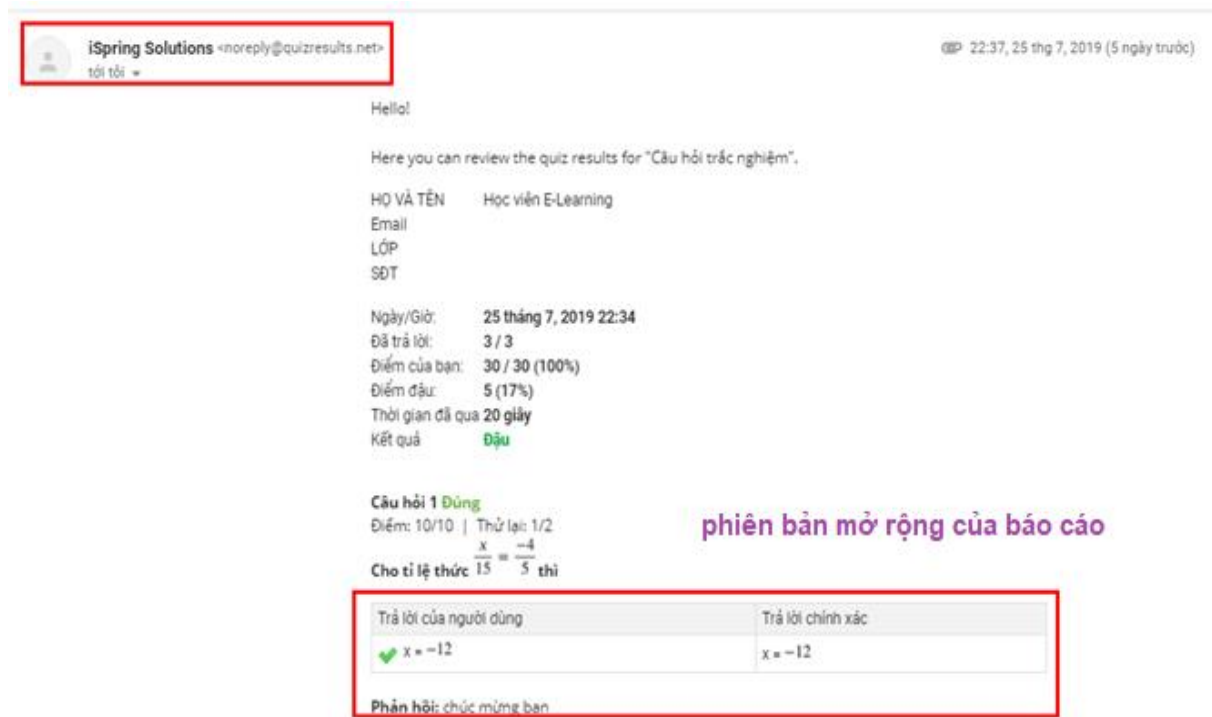 iSpring Solutions <noreply@quizresults.net>
tới tôi
22:37, 25 thg 7, 2019 (5 ngày trước)
Hello!
Here you can review the quiz results for "Câu hỏi trắc nghiệm".
HỌ VÀ TÊN Học viên E-Learning
Email
LỚP
SĐT
Ngày/Giờ: 25 tháng 7, 2019 22:34
Đã trả lời: 3 / 3
Điểm của bạn: 30 / 30 (100%)
Điểm đậu: 5 (17%)
Thời gian đã qua 20 giây
Kết quả Đậu
Câu hỏi 1 Đúng
Điểm: 10/10 | Thử lại: 1/2
phiên bản mở rộng của báo cáo
Cho tỉ lệ thức x/15 = -4/5 thì
Trả lời của người dùng Trả lời chính xác
x = -12 x = -12
Phản hồi: chúc mừng bạn